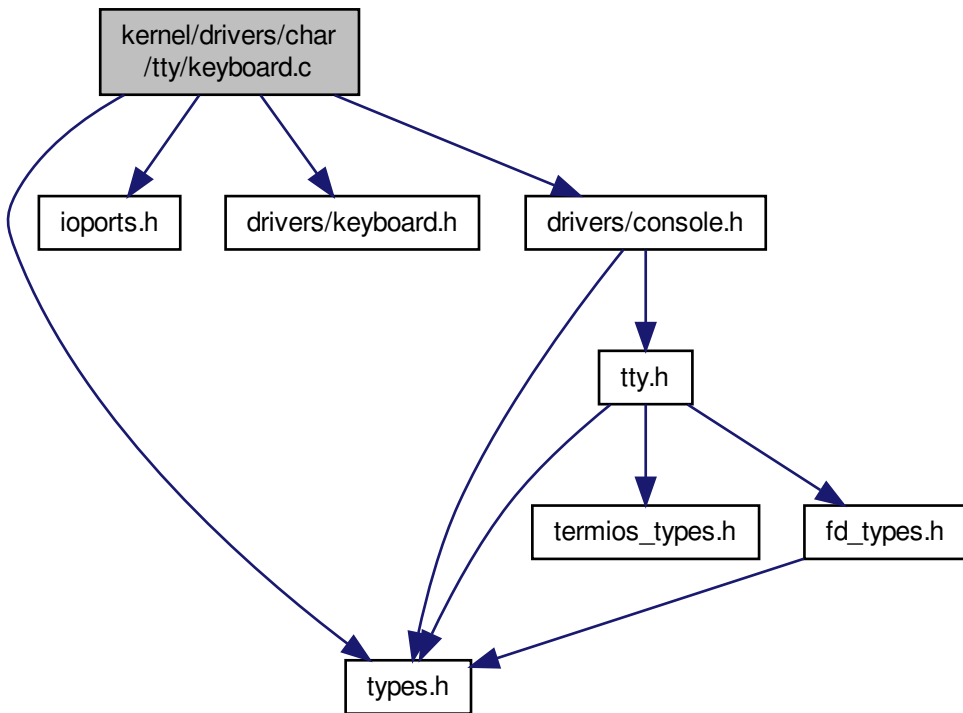 kernel/drivers/char
/tty/keyboard.c
ioports.h
drivers/keyboard.h
drivers/console.h
tty.h
termios_types.h
fd_types.h
types.h